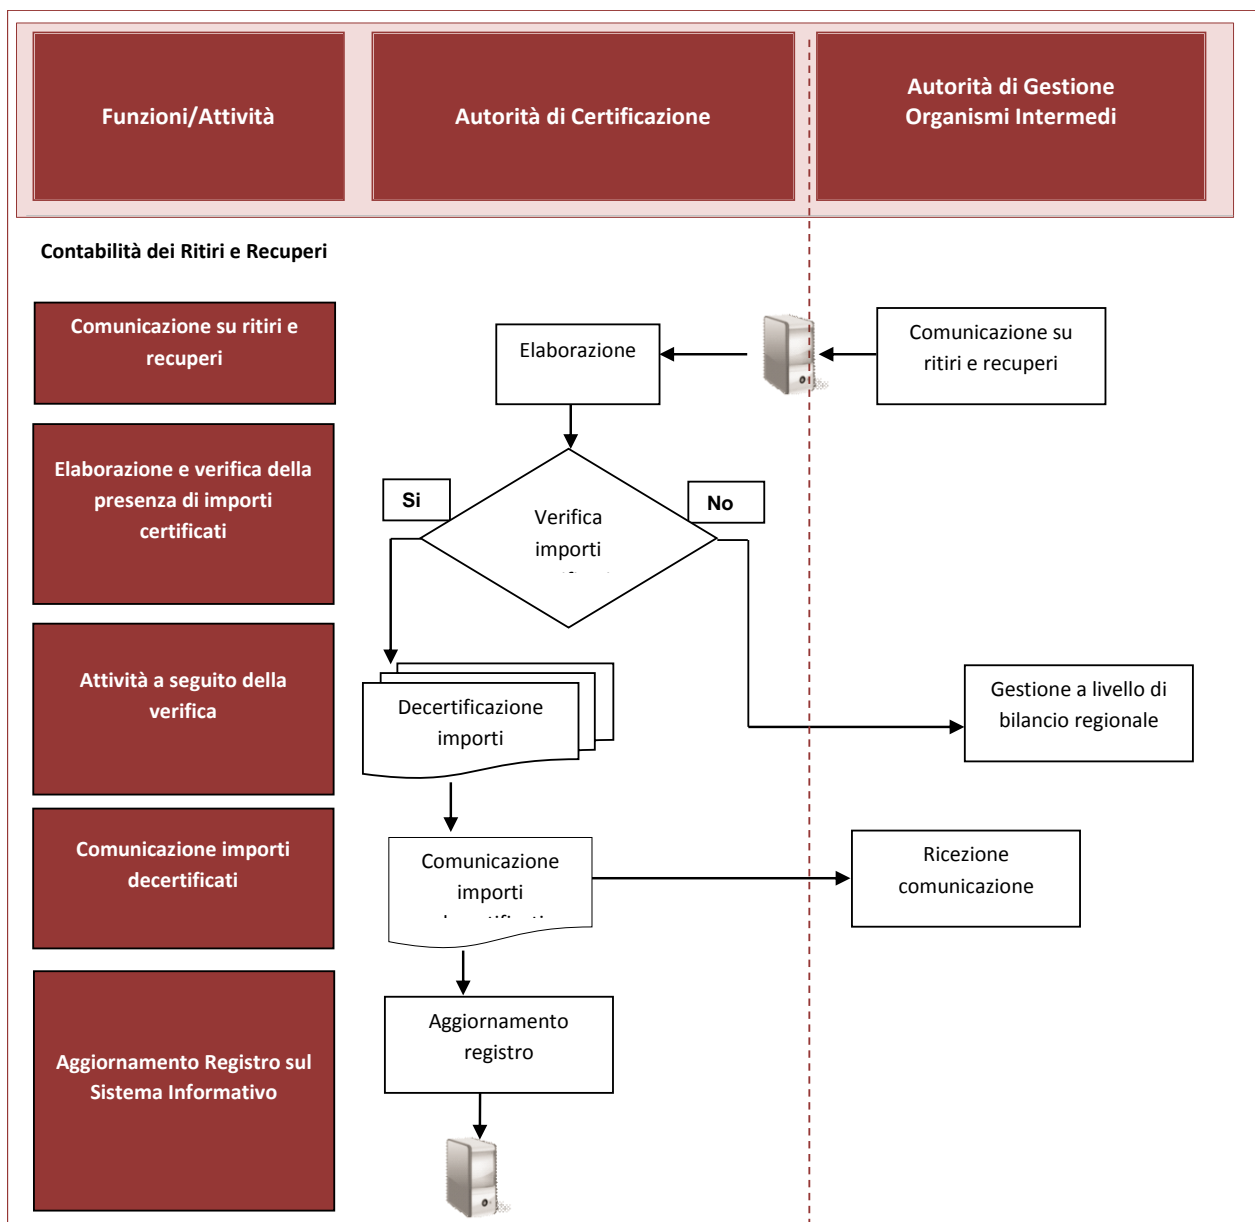 Funzioni/Attività
Autorità di Certificazione
Autorità di Gestione
Organismi Intermedi
Contabilità dei Ritiri e Recuperi
Comunicazione su ritiri e
recuperi
Elaborazione
Comunicazione su
ritiri e recuperi
Elaborazione e verifica della
presenza di importi
certificati
Si
No
Verifica
importi
Attività a seguito della
verifica
Decertificazione
importi
Gestione a livello di
bilancio regionale
Comunicazione importi
decertificati
Comunicazione
importi
Ricezione
comunicazione
Aggiornamento Registro sul
Sistema Informativo
Aggiornamento
registro